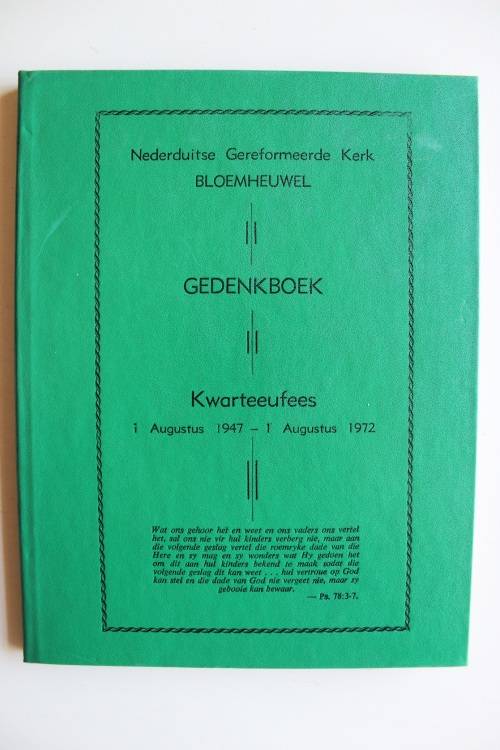 Nederduitse Gereformeerde Kerk
BLOEMHEUWEL
GEDENKBOEK
Kwarteeufees
1 Augustus 1947 – 1 Augustus 1972
Wat ons gehoor het en weet en ons vaders ons vertel
het, sal ons nie vir hul kinders verberg nie, maar aan
die volgende geslag vertel die roemryke dade van die
Here en sy mag en sy wonders wat Hy gedoen het
om dit aan hul kinders bekend te maak sodat die
volgende geslag dit kan weet . . . hul vertroue op God
kan stel en die dade van God nie vergeet nie, maar sy
gebooie kan bewaar.
— Ps. 78:3-7.